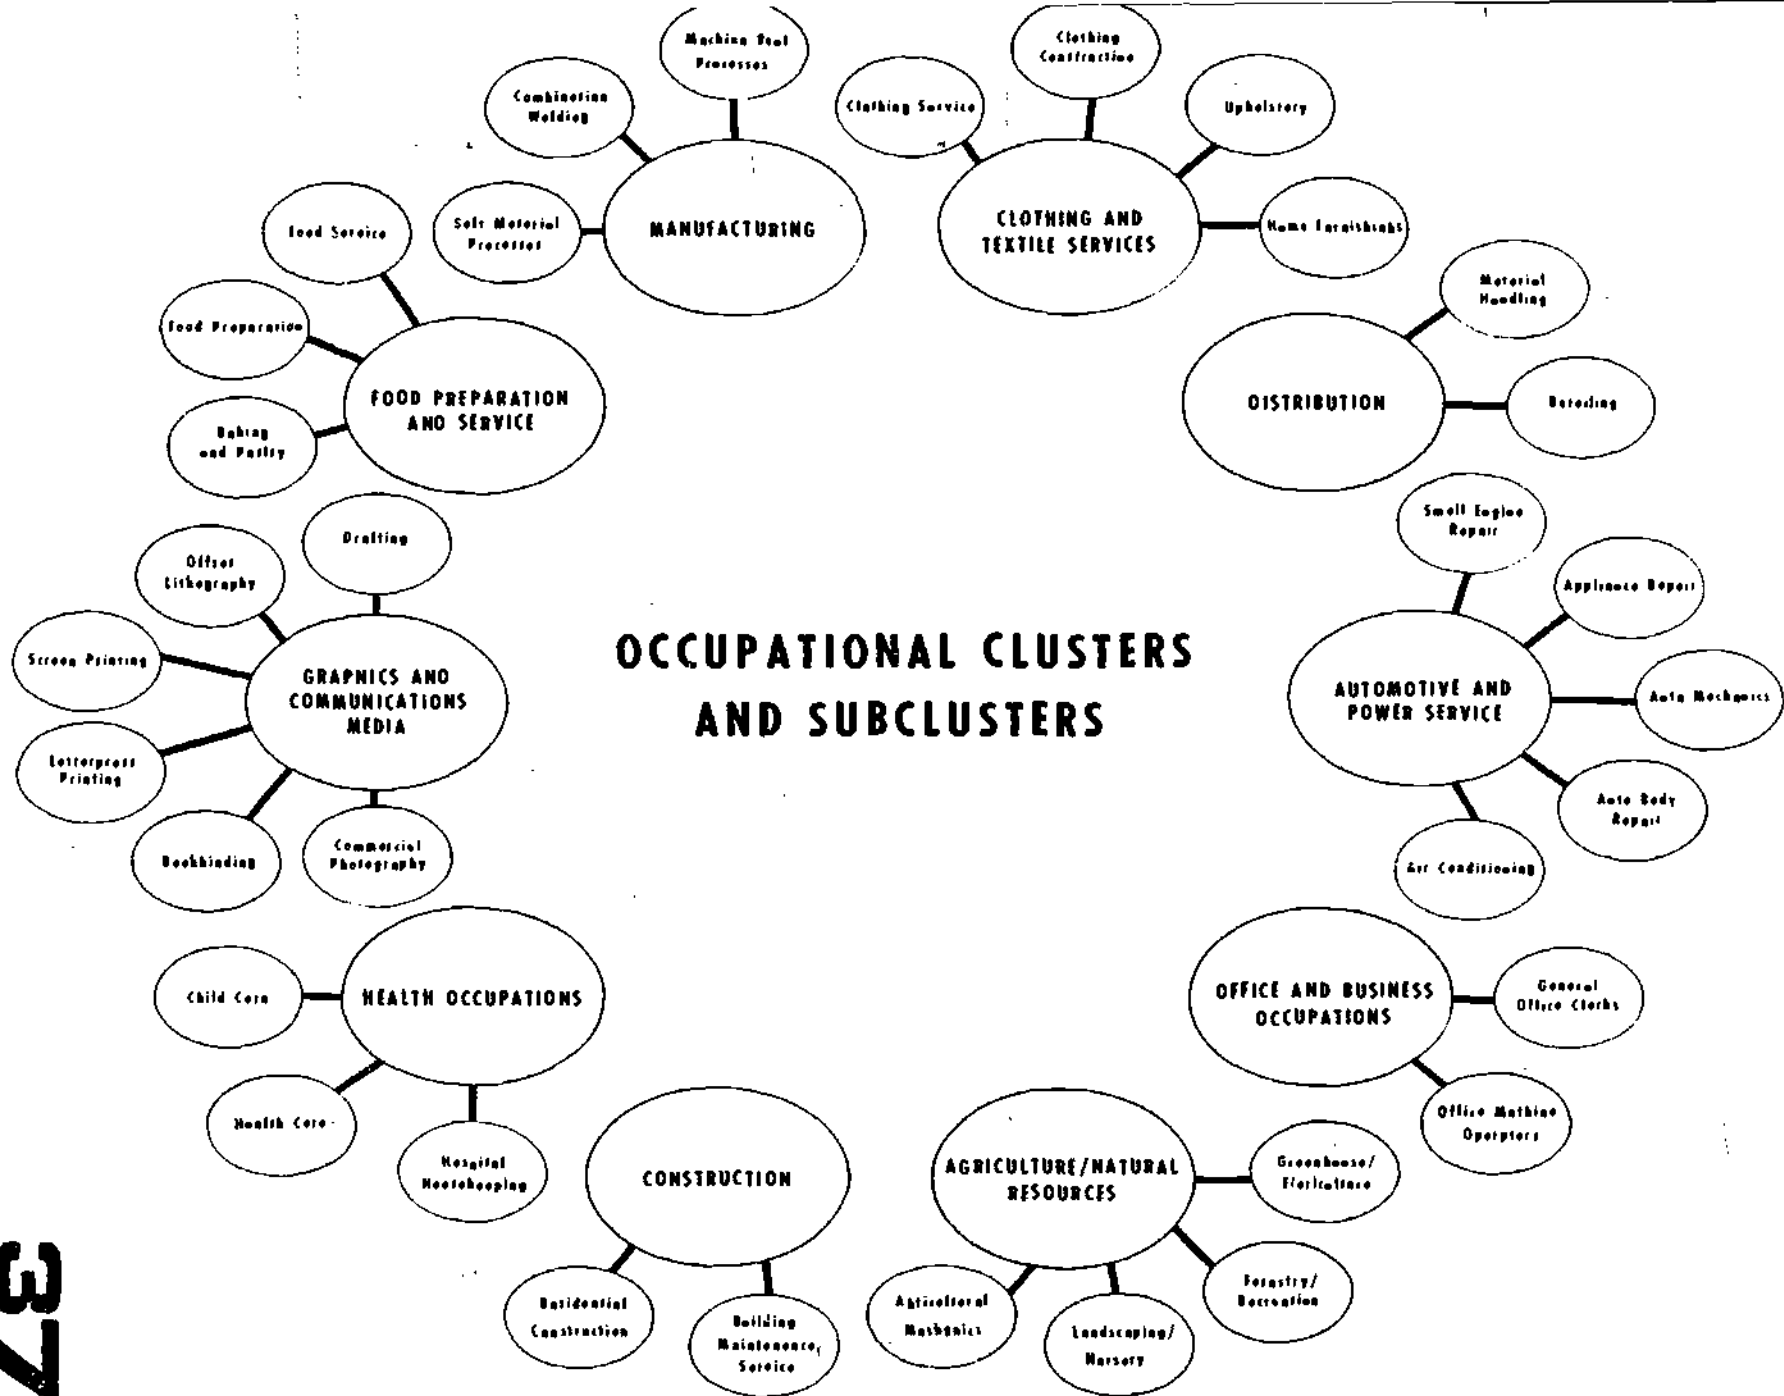 Machine Tool
Processes
Combination
Welding
Soft Material
Processes
MANUFACTURING
Clothing
Construction
Clothing Service
Upholstery
Home Furnishings
CLOTHING AND
TEXTILE SERVICES
Material
Handling
Retailing
DISTRIBUTION
Food Service
Food Preparation
Baking
and Pastry
FOOD PREPARATION
AND SERVICE
Small Engine
Repair
Appliance Repair
Auto Mechanics
Auto Body
Repair
Air Conditioning
AUTOMOTIVE AND
POWER SERVICE
Drafting
Offset
Lithography
Screen Printing
Letterpress
Printing
Bookbinding
Commercial
Photography
GRAPHICS AND
COMMUNICATIONS
MEDIA
OCCUPATIONAL CLUSTERS
AND SUBCLUSTERS
HEALTH OCCUPATIONS
Child Care
Health Care
Hospital
Housekeeping
OFFICE AND BUSINESS
OCCUPATIONS
General
Office Clerks
Office Machine
Operators
CONSTRUCTION
Residential
Construction
Building
Maintenance
Service
AGRICULTURE/NATURAL
RESOURCES
Greenhouse/
Floriculture
Forestry/
Recreation
Landscaping/
Nursery
Agricultural
Mechanics
37